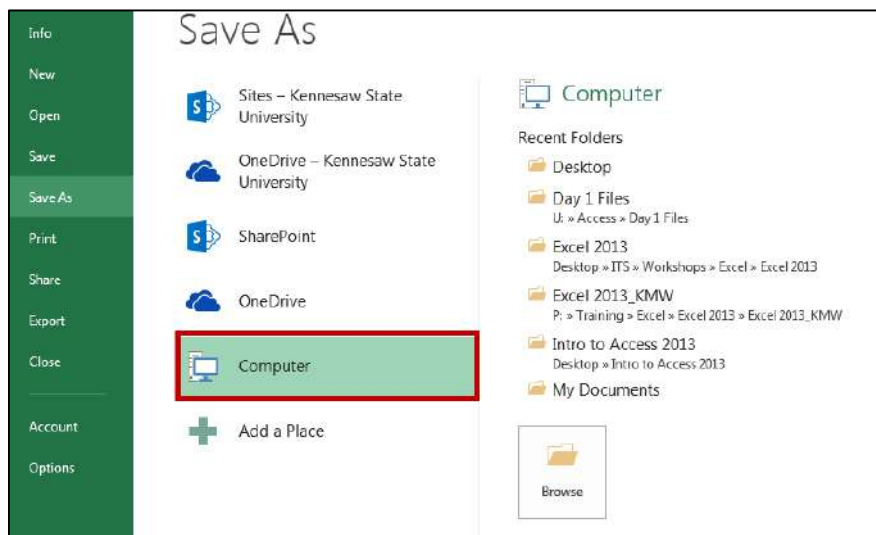 Info
New
Open
Save
Save As
Print
Share
Export
Close
Account
Options
Save As
Sites – Kennesaw State
University
OneDrive – Kennesaw State
University
SharePoint
OneDrive
Computer
Add a Place
Computer
Recent Folders
Desktop
Day 1 Files
U: » Access » Day 1 Files
Excel 2013
Desktop » ITS » Workshops » Excel » Excel 2013
Excel 2013_KMW
P: » Training » Excel » Excel 2013 » Excel 2013_KMW
Intro to Access 2013
Desktop » Intro to Access 2013
My Documents
Browse